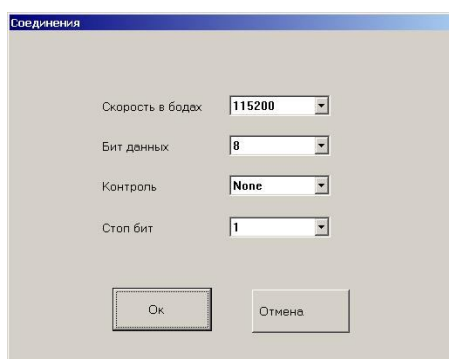 Соединения
Скорость в бодах 115200
Бит данных 8
Контроль None
Стоп бит 1
Ок Отмена